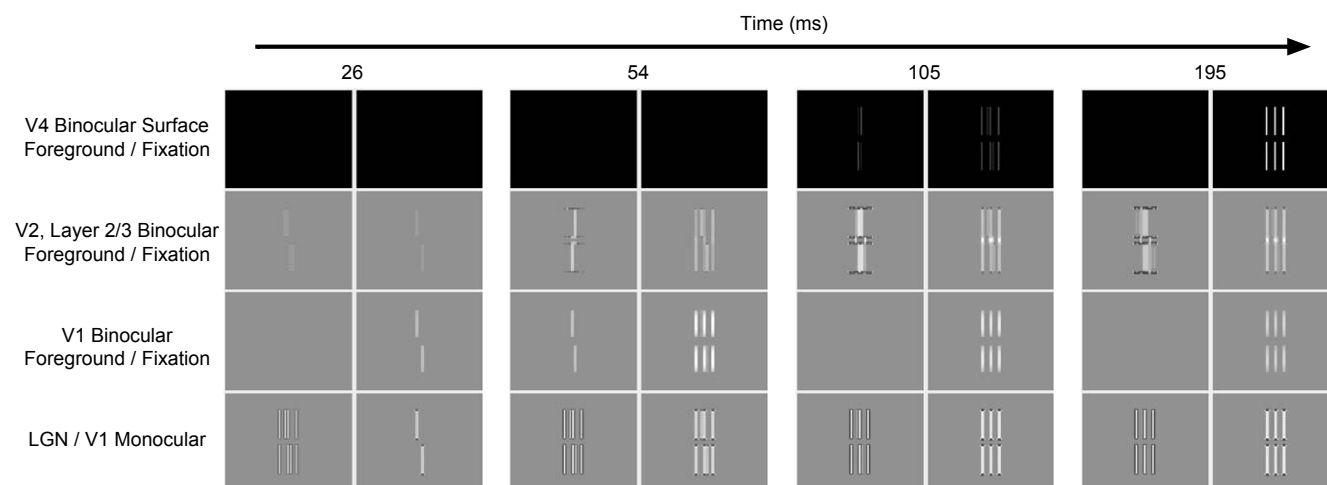 Time (ms)
26 54 105 195
V4 Binocular Surface
Foreground / Fixation
V2, Layer 2/3 Binocular
Foreground / Fixation
V1 Binocular
Foreground / Fixation
LGN / V1 Monocular